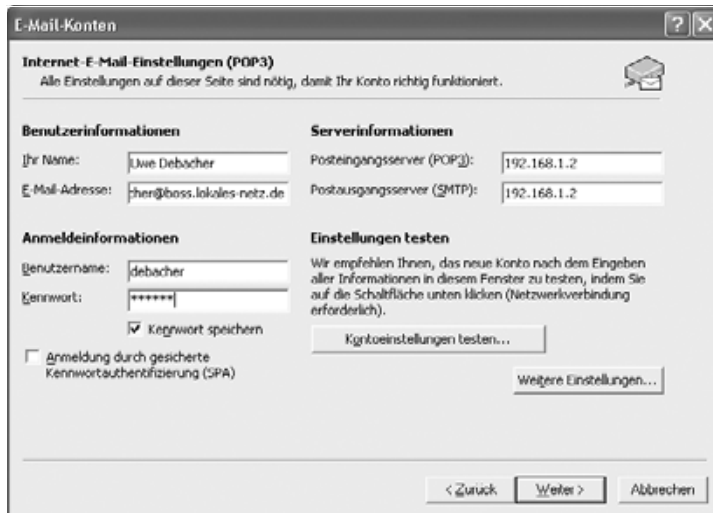 E-Mail-Konten
Internet-E-Mail-Einstellungen (POP3)
Alle Einstellungen auf dieser Seite sind nötig, damit Ihr Konto richtig funktioniert.
Benutzerinformationen
Ihr Name: Uwe Debacher
E-Mail-Adresse: cher@boss.lokales-netz.de
Serverinformationen
Posteingangsserver (POP3): 192.168.1.2
Postausgangsserver (SMTP): 192.168.1.2
Anmeldeinformationen
Benutzername: debacher
Kennwort: ******
Kennwort speichern
Anmeldung durch gesicherte
Kennwortauthentifizierung (SPA)
Einstellungen testen
Wir empfehlen Ihnen, das neue Konto nach dem Eingeben
aller Informationen in diesem Fenster zu testen, indem Sie
auf die Schaltfläche unten klicken (Netzwerkverbindung
erforderlich).
Kontoeinstellungen testen...
Weitere Einstellungen...
< Zurück Weiter > Abbrechen